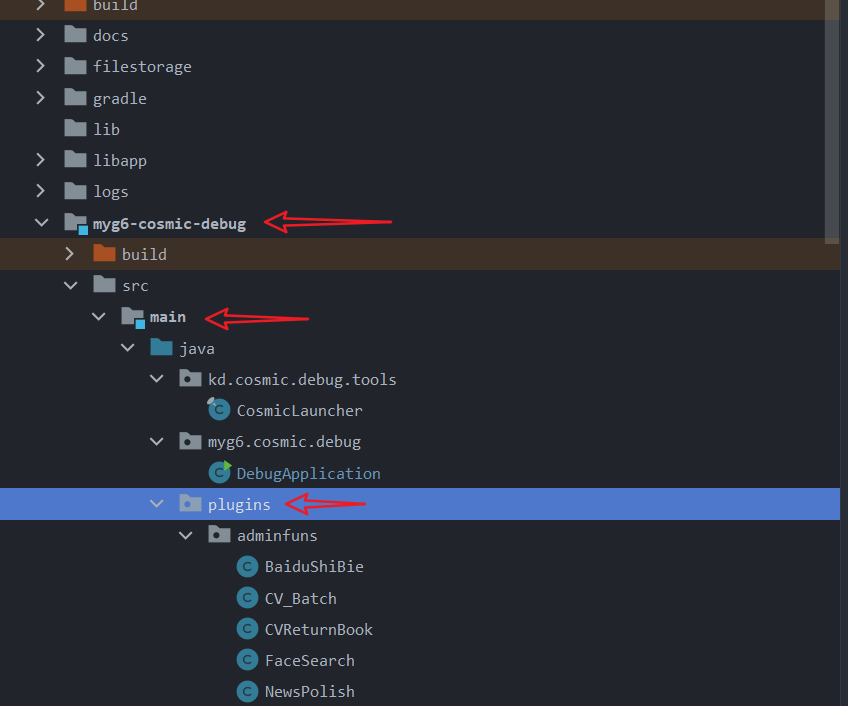 build
docs
filestorage
gradle
lib
libapp
logs
myg6-cosmic-debug
build
src
main
java
kd.cosmic.debug.tools
C CosmicLauncher
myg6.cosmic.debug
C DebugApplication
plugins
adminfuns
C BaiduShiBie
C CV_Batch
C CVReturnBook
C FaceSearch
C NewsPolish